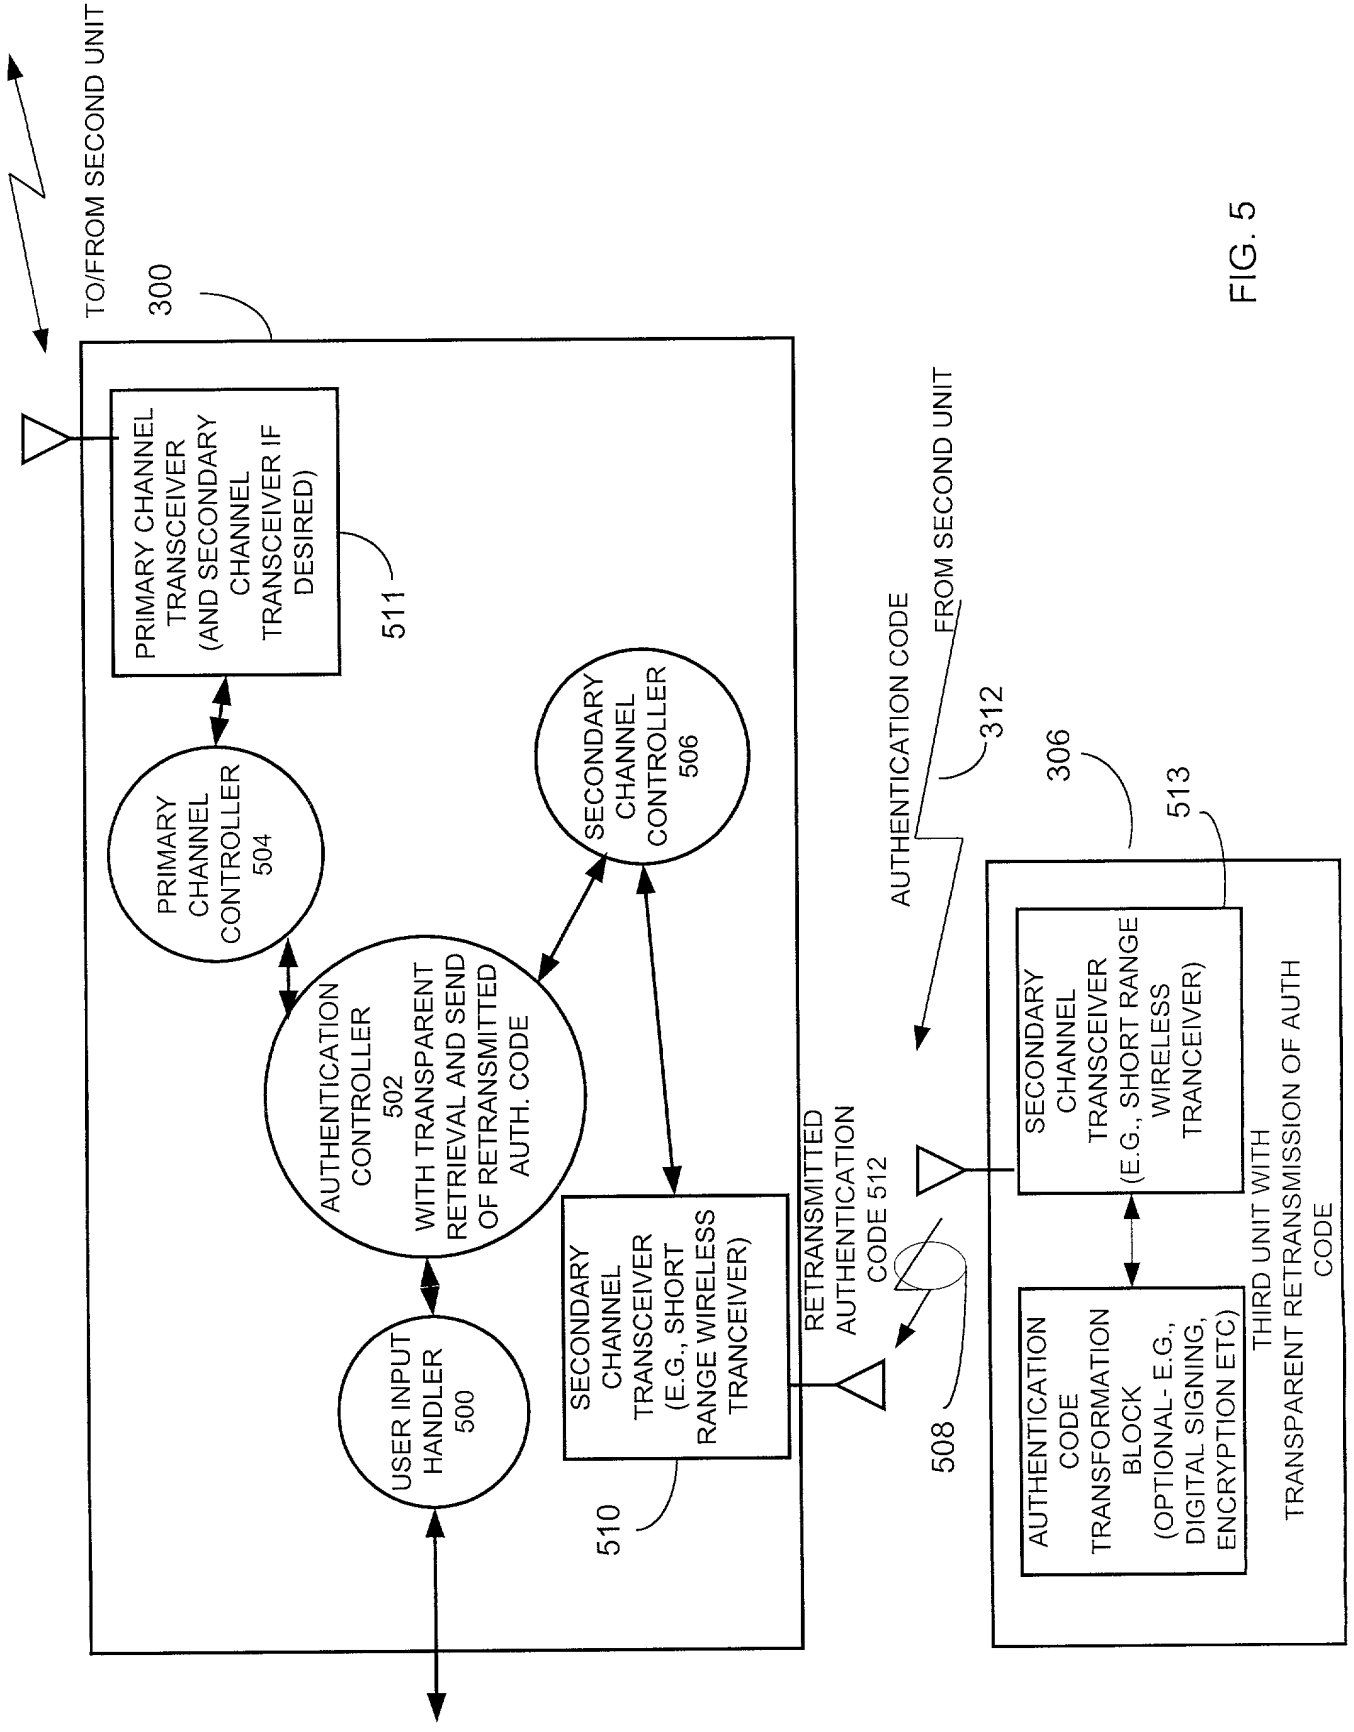 TO/FROM SECOND UNIT
300
PRIMARY CHANNEL
TRANSCEIVER
(AND SECONDARY
CHANNEL
TRANSCEIVER IF
DESIRED)
511
PRIMARY
CHANNEL
CONTROLLER
504
AUTHENTICATION
CONTROLLER
502
WITH TRANSPARENT
RETRIEVAL AND SEND
OF RETRANSMITTED
AUTH. CODE
USER INPUT
HANDLER
500
SECONDARY
CHANNEL
CONTROLLER
506
SECONDARY
CHANNEL
TRANSCEIVER
(E.G., SHORT
RANGE WIRELESS
TRANCEIVER)
510
RETRANSMITTED
AUTHENTICATION
CODE 512
508
AUTHENTICATION CODE
FROM SECOND UNIT
312
306
513
SECONDARY
CHANNEL
TRANSCEIVER
(E.G., SHORT RANGE
WIRELESS
TRANCEIVER)
AUTHENTICATION
CODE
TRANSFORMATION
BLOCK
(OPTIONAL- E.G.,
DIGITAL SIGNING,
ENCRYPTION ETC)
THIRD UNIT WITH
TRANSPARENT RETRANSMISSION OF AUTH
CODE
FIG. 5